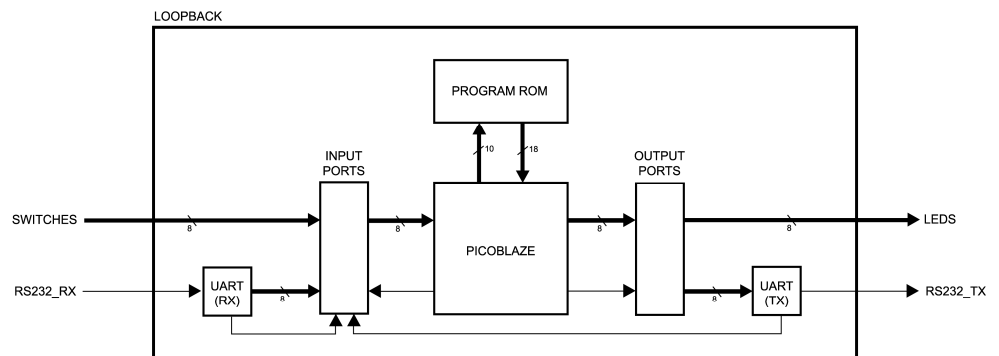 LOOPBACK
PROGRAM ROM
10
18
INPUT
PORTS
OUTPUT
PORTS
SWITCHES
8
8
PICOBLAZE
8
8
LEDS
RS232_RX
UART
(RX)
8
8
UART
(TX)
RS232_TX